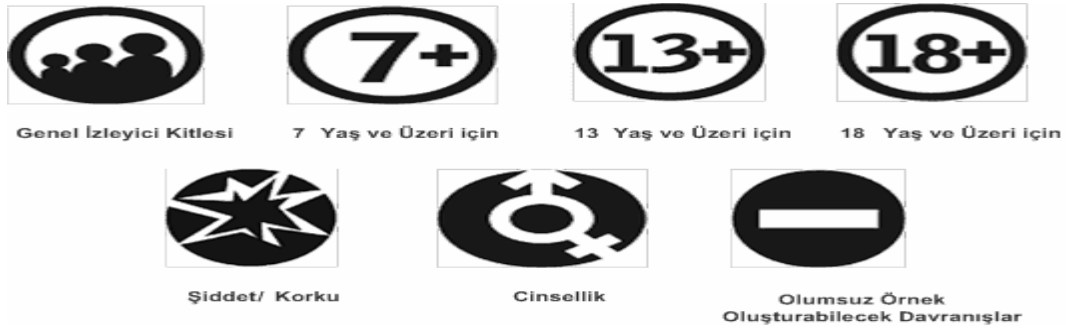 7+ 13+ 18+
Genel İzleyici Kitlesi 7 Yaş ve Üzeri için 13 Yaş ve Üzeri için 18 Yaş ve Üzeri için
Şiddet/ Korku Cinsellik Olumsuz Örnek
Oluşturabilecek Davranışlar